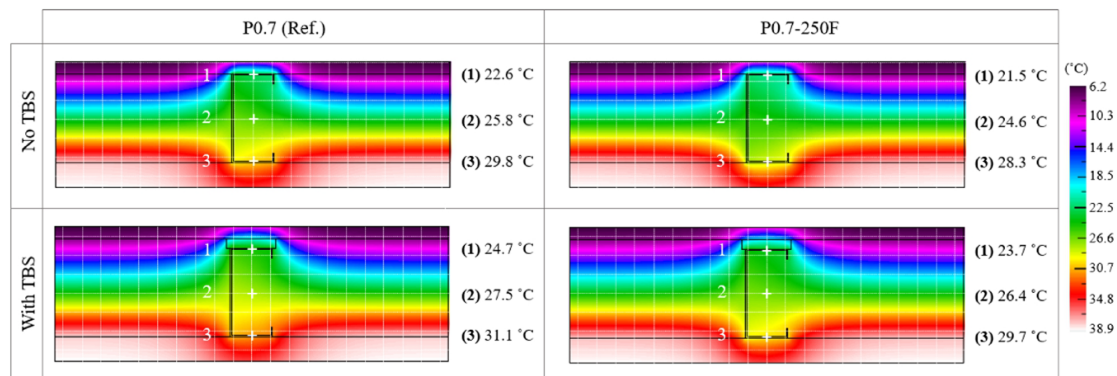 P0.7 (Ref.)
P0.7-250F
No TBS
1
2
3
(1) 22.6 ˚C
(2) 25.8 ˚C
(3) 29.8 ˚C
1
2
3
(1) 21.5 ˚C
(2) 24.6 ˚C
(3) 28.3 ˚C
With TBS
1
2
3
(1) 24.7 ˚C
(2) 27.5 ˚C
(3) 31.1 ˚C
1
2
3
(1) 23.7 ˚C
(2) 26.4 ˚C
(3) 29.7 ˚C
(˚C)
6.2
10.3
14.4
18.5
22.5
26.6
30.7
34.8
38.9